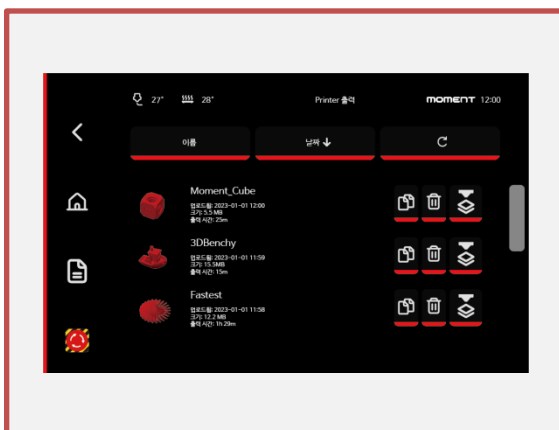 27° 28° Printer 출력 moment 12:00
이름 날짜
Moment_Cube
업로드됨: 2023-01-01 12:00
크기: 5.5 MB
출력 시간: 25m
3DBenchy
업로드됨: 2023-01-01 11:59
크기: 15.5MB
출력 시간: 15m
Fastest
업로드됨: 2023-01-01 11:58
크기: 12.2 MB
출력 시간: 1h 29m